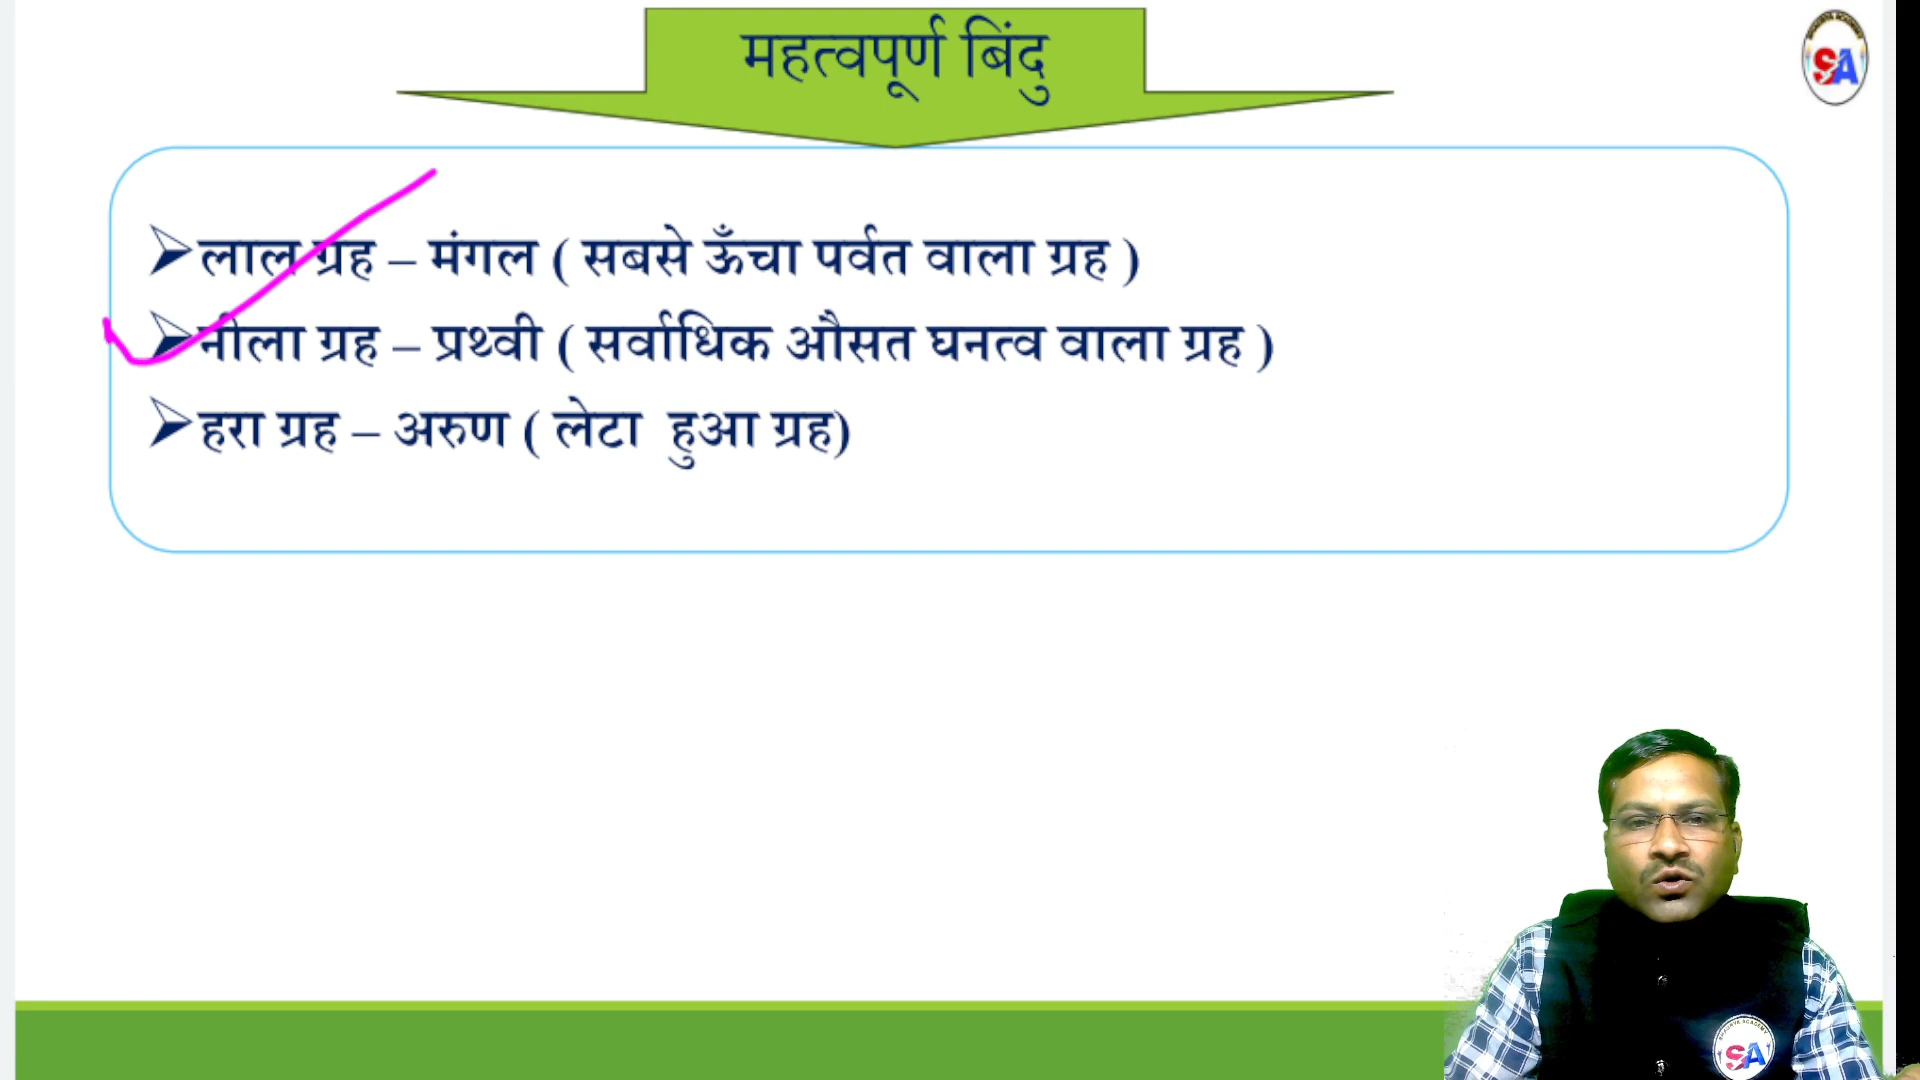 महत्वपूर्ण बिंदु
SA
लाल ग्रह – मंगल ( सबसे ऊँचा पर्वत वाला ग्रह )
नीला ग्रह – प्रथ्वी ( सर्वाधिक औसत घनत्व वाला ग्रह )
हरा ग्रह – अरुण ( लेटा हुआ ग्रह)
SA